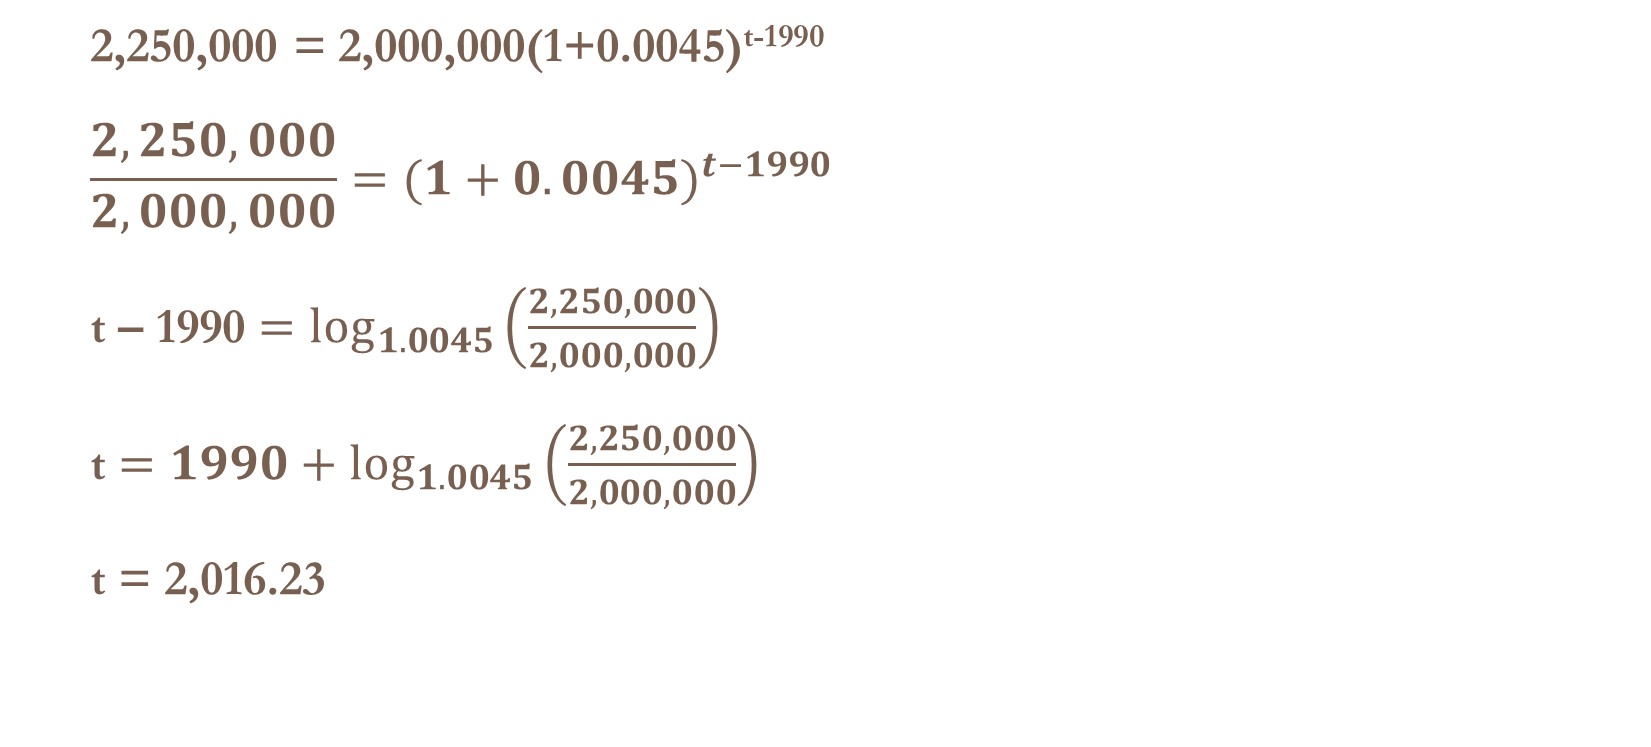 2,250,000 = 2,000,000(1+0.0045)^t-1990
2,250,000/2,000,000 = (1 + 0.0045)^t−1990
t – 1990 = log_1.0045 (2,250,000/2,000,000)
t = 1990 + log_1.0045 (2,250,000/2,000,000)
t = 2,016.23